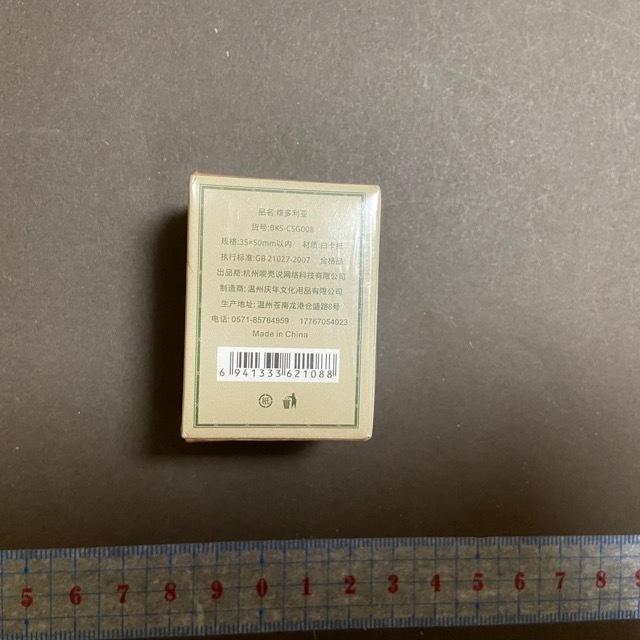 品名:维多利亚
货号:BKS-CSG008
规格:35×50mm以内 材质:白卡纸
执行标准:GB 21027-2007 合格品
出品商:杭州呗壳说网络科技有限公司
制造商:温州庆年文化用品有限公司
生产地址:温州苍南龙港仓盛路8号
电话:0571-85784959 17767054023
Made in China
6 941333 621088
纸
5 6 7 8 9 0 1 2 3 4 5 6 7 8 9